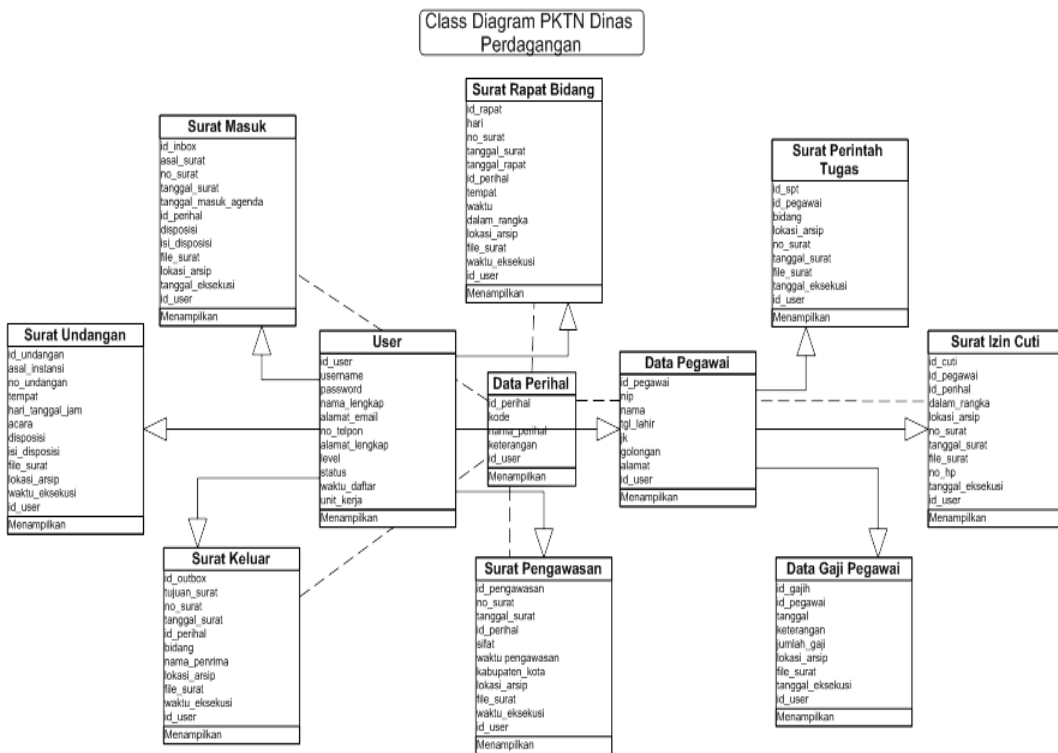 Class Diagram PKTN Dinas
Perdagangan
Surat Masuk
id_inbox
asal_surat
no_surat
tanggal_surat
tanggal_masuk_agenda
id_perihal
disposisi
isi_disposisi
file_surat
lokasi_arsip
tanggal_eksekusi
id_user
Menampilkan
Surat Rapat Bidang
id_rapat
hari
no_surat
tanggal_surat
tanggal_rapat
id_perihal
tempat
waktu
dalam_rangka
lokasi_arsip
file_surat
waktu_eksekusi
id_user
Menampilkan
Surat Perintah
Tugas
id_spt
id_pegawai
bidang
lokasi_arsip
no_surat
tanggal_surat
file_surat
tanggal_eksekusi
id_user
Menampilkan
Surat Undangan
id_undangan
asal_instansi
no_undangan
tempat
hari_tanggal_jam
acara
disposisi
isi_disposisi
file_surat
lokasi_arsip
waktu_eksekusi
id_user
Menampilkan
User
id_user
username
password
nama_lengkap
alamat_email
no_telpon
alamat_lengkap
level
status
waktu_daftar
unit_kerja
Menampilkan
Data Perihal
id_perihal
kode
nama_perihal
keterangan
id_user
Menampilkan
Data Pegawai
id_pegawai
nip
nama
tgl_lahir
jk
golongan
alamat
id_user
Menampilkan
Surat Izin Cuti
id_cuti
id_pegawai
id_perihal
dalam_rangka
lokasi_arsip
no_surat
tanggal_surat
file_surat
no_hp
tanggal_eksekusi
id_user
Menampilkan
Surat Keluar
id_outbox
tujuan_surat
no_surat
tanggal_surat
id_perihal
bidang
nama_penrima
lokasi_arsip
file_surat
waktu_eksekusi
id_user
Menampilkan
Surat Pengawasan
id_pengawasan
no_surat
tanggal_surat
id_perihal
sifat
waktu pengawasan
kabupaten_kota
lokasi_arsip
file_surat
waktu_eksekusi
id_user
Menampilkan
Data Gaji Pegawai
id_gajih
id_pegawai
tanggal
keterangan
jumlah_gaji
lokasi_arsip
file_surat
tanggal_eksekusi
id_user
Menampilkan